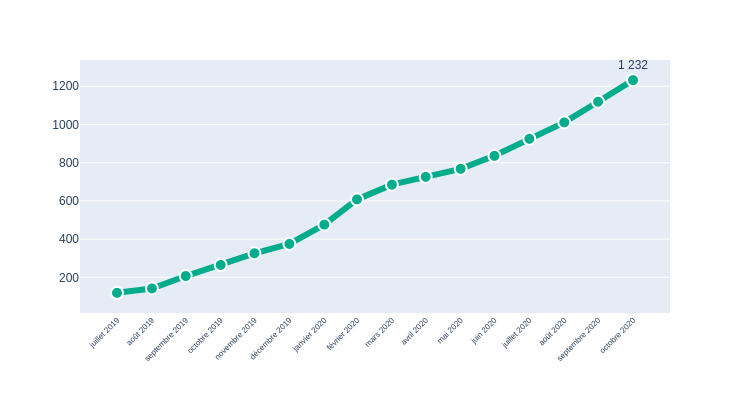 1 232
1200
1000
800
600
400
200
juillet 2019
août 2019
septembre 2019
octobre 2019
novembre 2019
décembre 2019
janvier 2020
février 2020
mars 2020
avril 2020
mai 2020
juin 2020
juillet 2020
août 2020
septembre 2020
octobre 2020